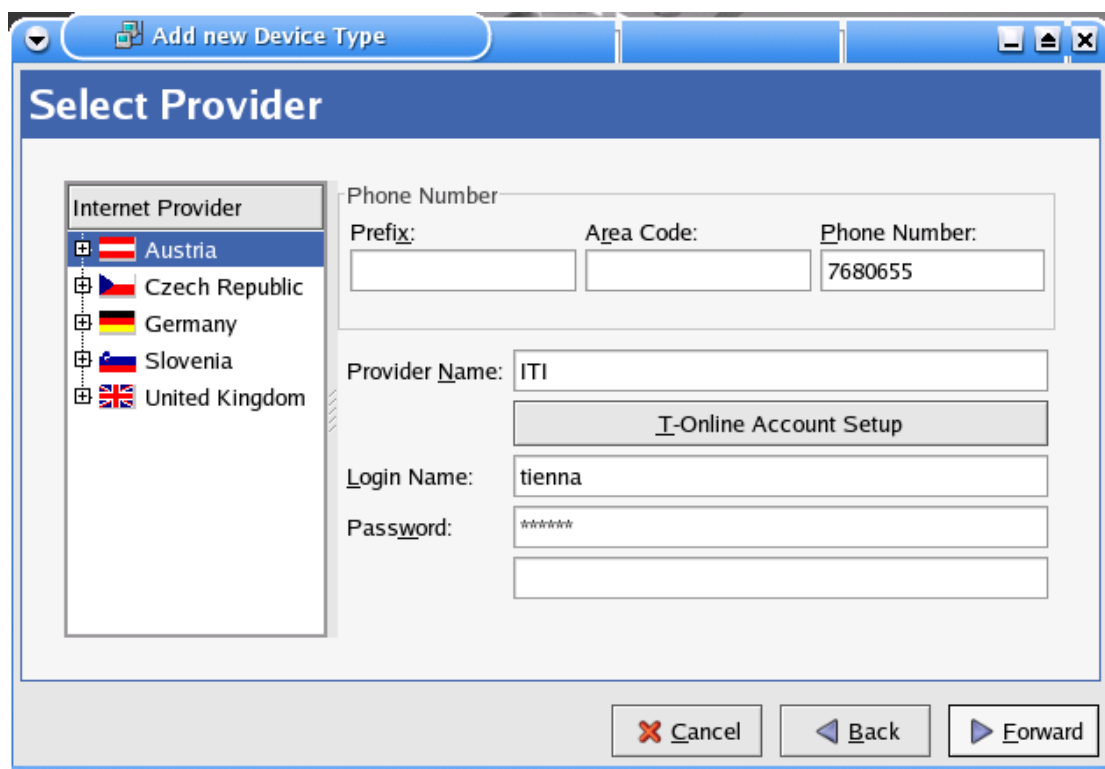 Add new Device Type
Select Provider
Internet Provider
Austria
Czech Republic
Germany
Slovenia
United Kingdom
Phone Number
Prefix: Area Code: Phone Number:
7680655
Provider Name: ITI
T-Online Account Setup
Login Name: tienna
Password: ******
Cancel Back Forward